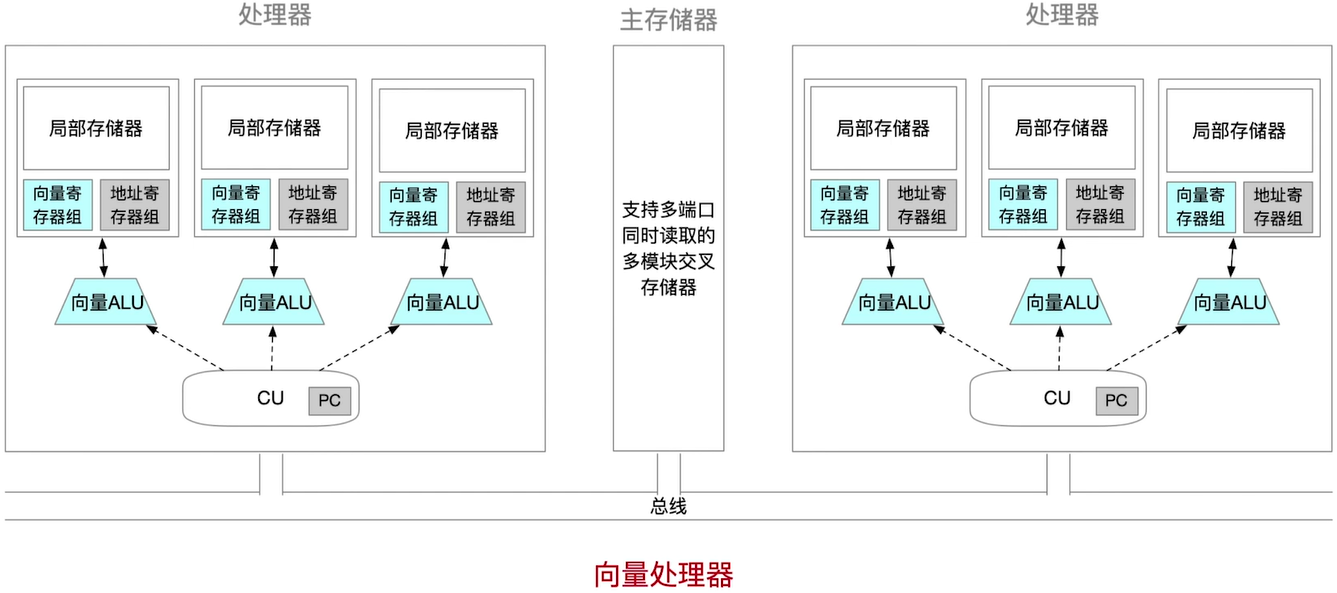 处理器
主存储器
处理器
局部存储器
局部存储器
局部存储器
向量寄
存器组
地址寄
存器组
向量寄
存器组
地址寄
存器组
向量寄
存器组
地址寄
存器组
向量ALU
向量ALU
向量ALU
CU
PC
支持多端口
同时读取的
多模块交叉
存储器
局部存储器
局部存储器
局部存储器
向量寄
存器组
地址寄
存器组
向量寄
存器组
地址寄
存器组
向量寄
存器组
地址寄
存器组
向量ALU
向量ALU
向量ALU
CU
PC
总线
向量处理器